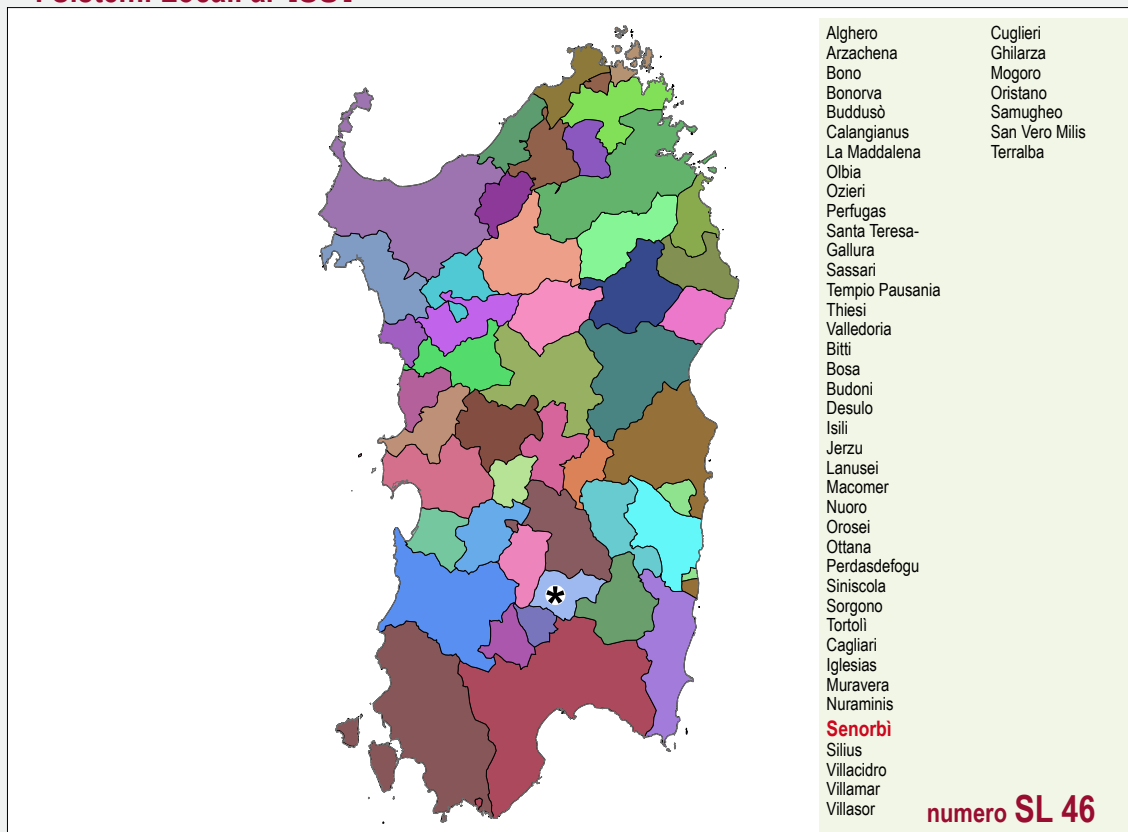 Alghero
Arzachena
Bono
Bonorva
Buddusò
Calangianus
La Maddalena
Olbia
Ozieri
Perfugas
Santa Teresa-
Gallura
Sassari
Tempio Pausania
Thiesi
Valledoria
Bitti
Bosa
Budoni
Desulo
Isili
Jerzu
Lanusei
Macomer
Nuoro
Orosei
Ottana
Perdasdefogu
Siniscola
Sorgono
Tortolì
Cagliari
Iglesias
Muravera
Nuraminis
Senorbì
Silius
Villacidro
Villamar
Villasor
Cuglieri
Ghilarza
Mogoro
Oristano
Samugheo
San Vero Milis
Terralba
*
numero SL 46